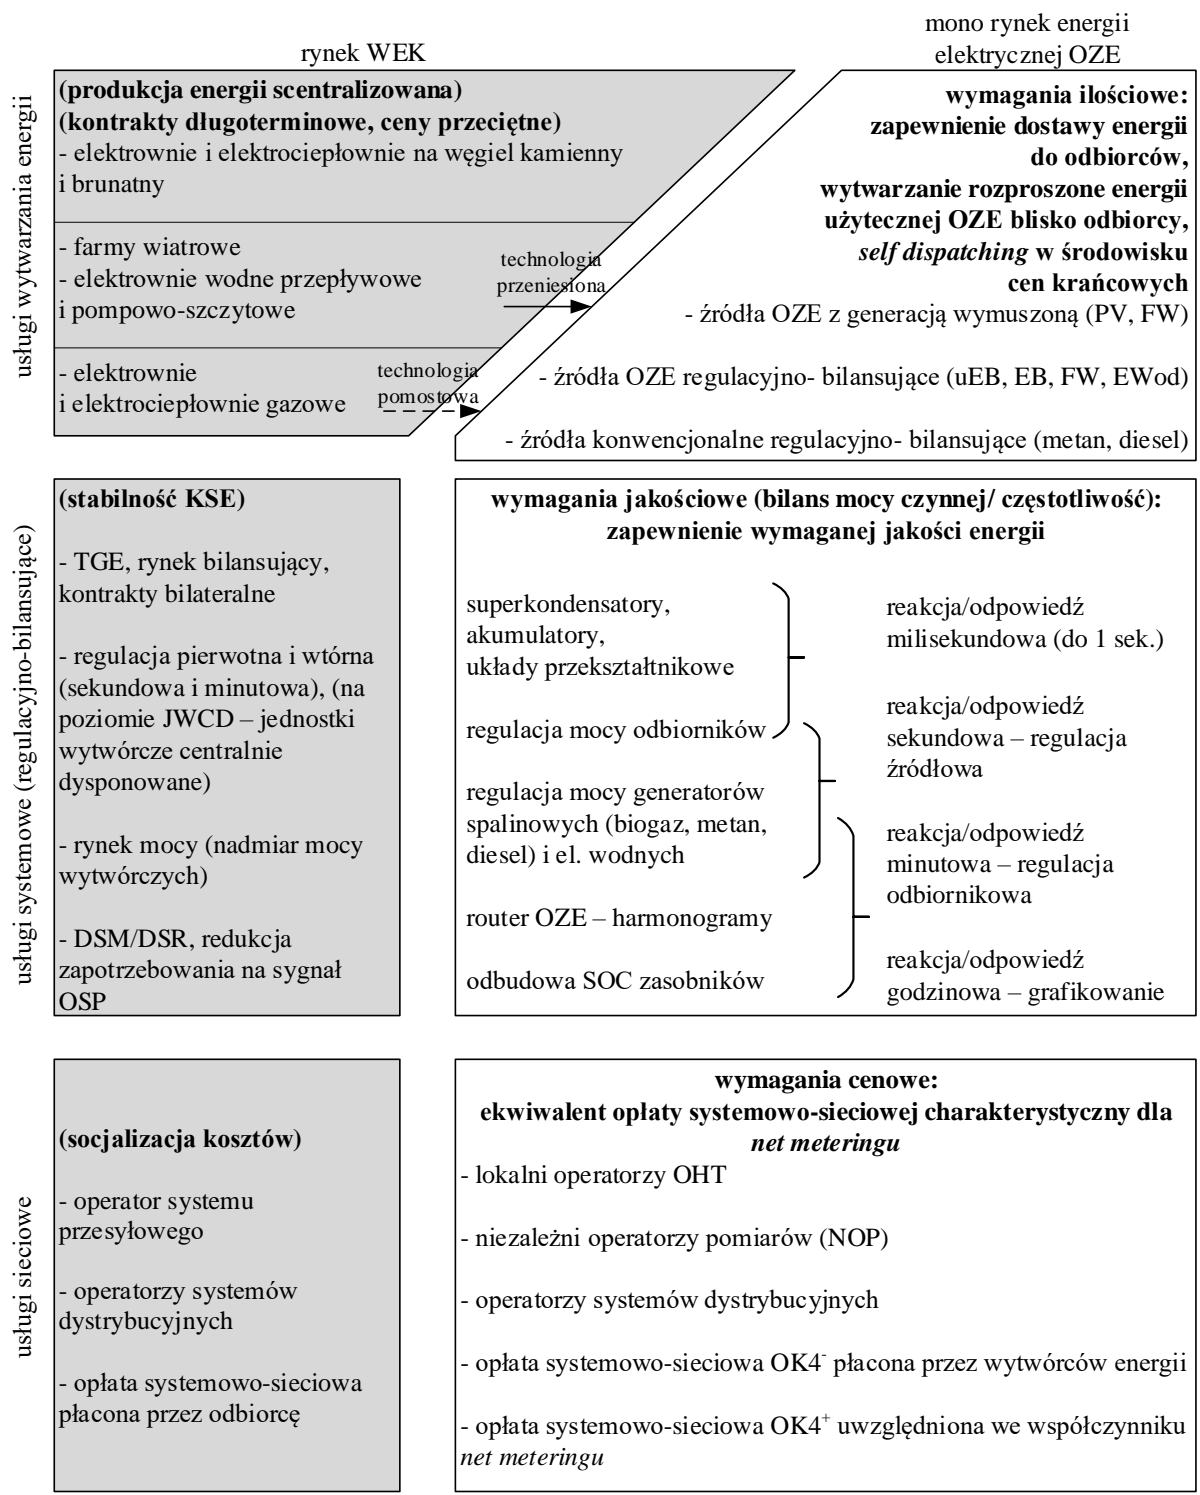 rynek WEK
mono rynek energii
elektrycznej OZE
usługi wytwarzania energii
(produkcja energii scentralizowana)
(kontrakty długoterminowe, ceny przeciętne)
- elektrownie i elektrociepłownie na węgiel kamienny
i brunatny
- farmy wiatrowe
- elektrownie wodne przepływowe
i pompowo-szczytowe
technologia
przeniesiona
- elektrownie
i elektrociepłownie gazowe
technologia
pomostowa
wymagania ilościowe:
zapewnienie dostawy energii
do odbiorców,
wytwarzanie rozproszone energii
użytecznej OZE blisko odbiorcy,
self dispatching w środowisku
cen krańcowych
- źródła OZE z generacją wymuszoną (PV, FW)
- źródła OZE regulacyjno- bilansujące (uEB, EB, FW, EWod)
- źródła konwencjonalne regulacyjno- bilansujące (metan, diesel)
usługi systemowe (regulacyjno-bilansujące)
(stabilność KSE)
- TGE, rynek bilansujący,
kontrakty bilateralne
- regulacja pierwotna i wtórna
(sekundowa i minutowa), (na
poziomie JWCD – jednostki
wytwórcze centralnie
dysponowane)
- rynek mocy (nadmiar mocy
wytwórczych)
- DSM/DSR, redukcja
zapotrzebowania na sygnał
OSP
wymagania jakościowe (bilans mocy czynnej/ częstotliwość):
zapewnienie wymaganej jakości energii
superkondensatory,
akumulatory,
układy przekształtnikowe
regulacja mocy odbiorników
regulacja mocy generatorów
spalinowych (biogaz, metan,
diesel) i el. wodnych
router OZE – harmonogramy
odbudowa SOC zasobników
reakcja/odpowiedź
milisekundowa (do 1 sek.)
reakcja/odpowiedź
sekundowa – regulacja
źródłowa
reakcja/odpowiedź
minutowa – regulacja
odbiornikowa
reakcja/odpowiedź
godzinowa – grafikowanie
usługi sieciowe
(socjalizacja kosztów)
- operator systemu
przesyłowego
- operatorzy systemów
dystrybucyjnych
- opłata systemowo-sieciowa
płacona przez odbiorcę
wymagania cenowe:
ekwiwalent opłaty systemowo-sieciowej charakterystyczny dla
net meteringu
- lokalni operatorzy OHT
- niezależni operatorzy pomiarów (NOP)
- operatorzy systemów dystrybucyjnych
- opłata systemowo-sieciowa OK4⁻ płacona przez wytwórców energii
- opłata systemowo-sieciowa OK4⁺ uwzględniona we współczynniku
net meteringu